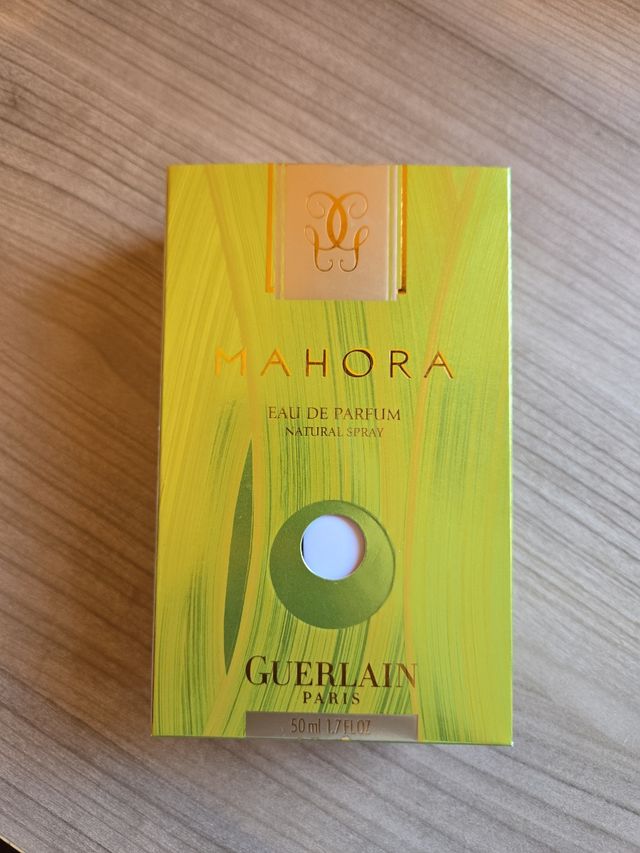 MAHORA
EAU DE PARFUM
NATURAL SPRAY
GUERLAIN
PARIS
50 ml 1.7 FL.OZ